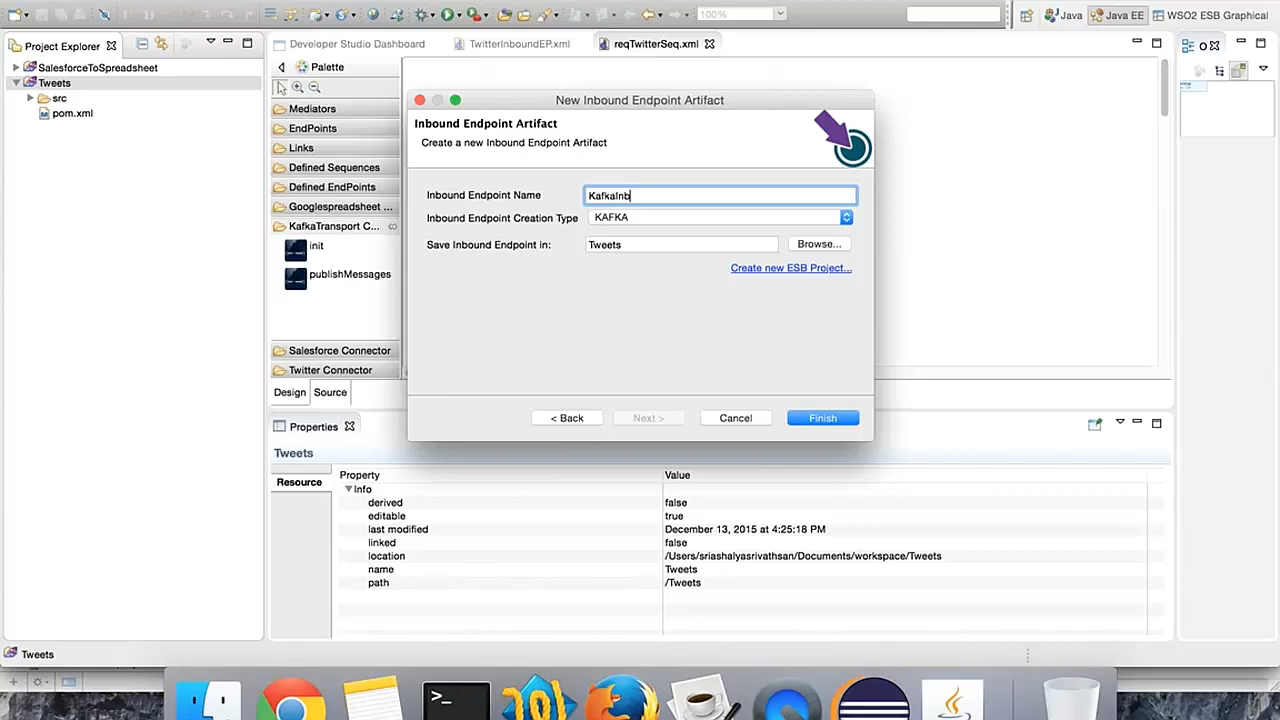 100%
Java
Java EE
WSO2 ESB Graphical
Project Explorer
Developer Studio Dashboard
TwitterInboundEP.xml
reqTwitterSeq.xml
O
SalesforceToSpreadsheet
Tweets
src
pom.xml
Palette
Mediators
EndPoints
Links
Defined Sequences
Defined EndPoints
Googlespreadsheet ...
KafkaTransport C...
init
publishMessages
Salesforce Connector
Twitter Connector
Design
Source
New Inbound Endpoint Artifact
Inbound Endpoint Artifact
Create a new Inbound Endpoint Artifact
Inbound Endpoint Name
KafkaInb
Inbound Endpoint Creation Type
KAFKA
Save Inbound Endpoint in:
Tweets
Browse...
Create new ESB Project...
< Back
Next >
Cancel
Finish
Properties
Tweets
Resource
Property Value
Info
derived false
editable true
last modified December 13, 2015 at 4:25:18 PM
linked false
location /Users/sriashalyasrivathsan/Documents/workspace/Tweets
name Tweets
path /Tweets
Tweets
>_
101